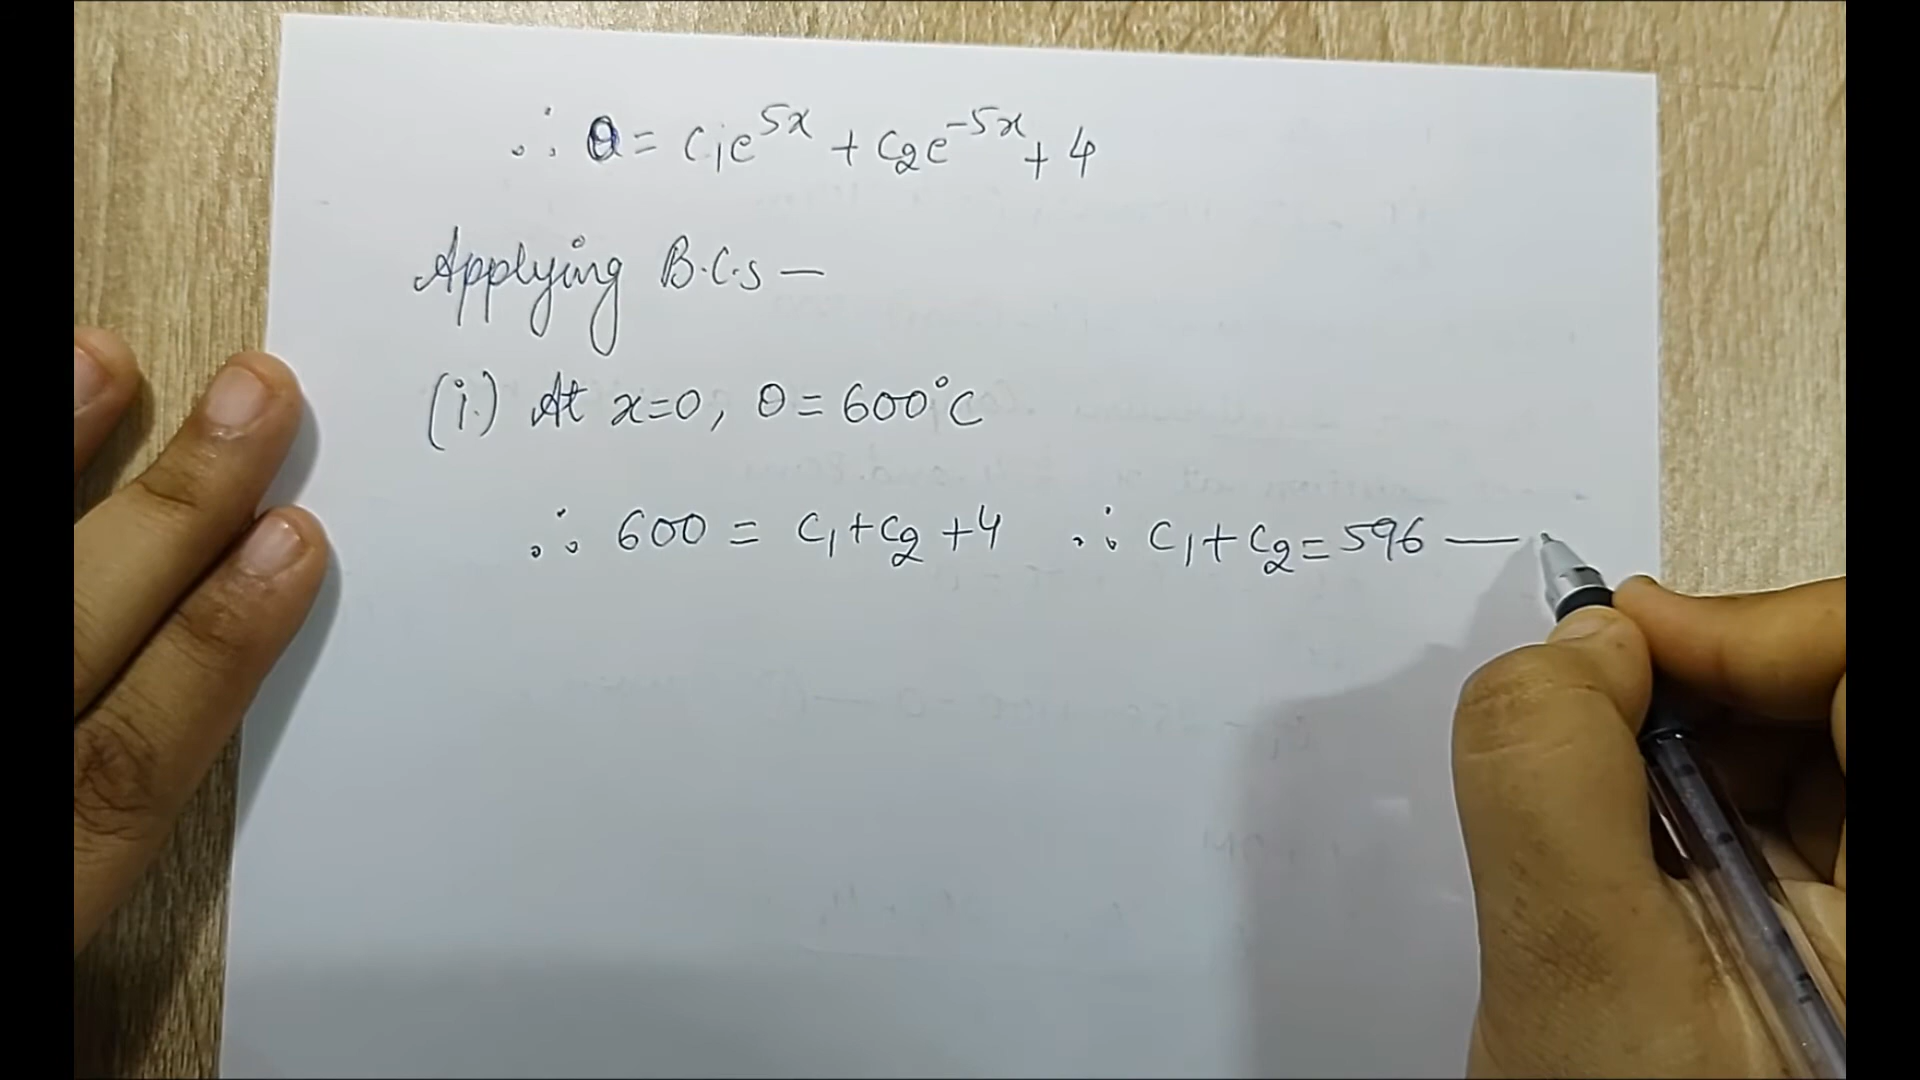 ∴ θ = c₁e^5x + c₂e^-5x + 4
Applying B.C.s —
(i.) At x=0, θ = 600°C
∴ 600 = c₁+c₂+4 ∴ c₁+c₂=596 —